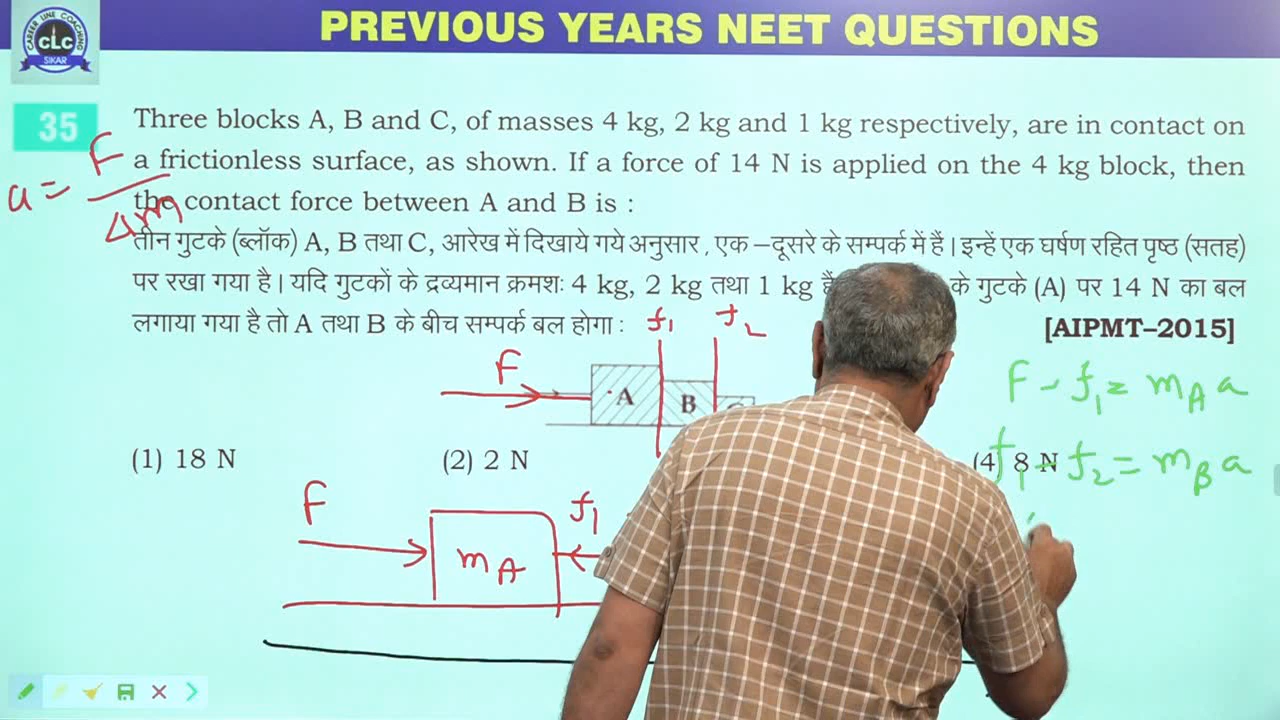 PREVIOUS YEARS NEET QUESTIONS
CAREER LINE COACHING
CLC
SIKAR
35
Three blocks A, B and C, of masses 4 kg, 2 kg and 1 kg respectively, are in contact on
a frictionless surface, as shown. If a force of 14 N is applied on the 4 kg block, then
the contact force between A and B is :
a = F / Δm
तीन गुटके (ब्लॉक) A, B तथा C, आरेख में दिखाये गये अनुसार, एक–दूसरे के सम्पर्क में हैं। इन्हें एक घर्षण रहित पृष्ठ (सतह)
पर रखा गया है। यदि गुटकों के द्रव्यमान क्रमशः 4 kg, 2 kg तथा 1 kg के गुटके (A) पर 14 N का बल
लगाया गया है तो A तथा B के बीच सम्पर्क बल होगा :
[AIPMT–2015]
f₁ f₂
F
A B
F - f₁ = m_A a
(1) 18 N (2) 2 N (4) 8 N
f₁ - f₂ = m_B a
F m_A f₁